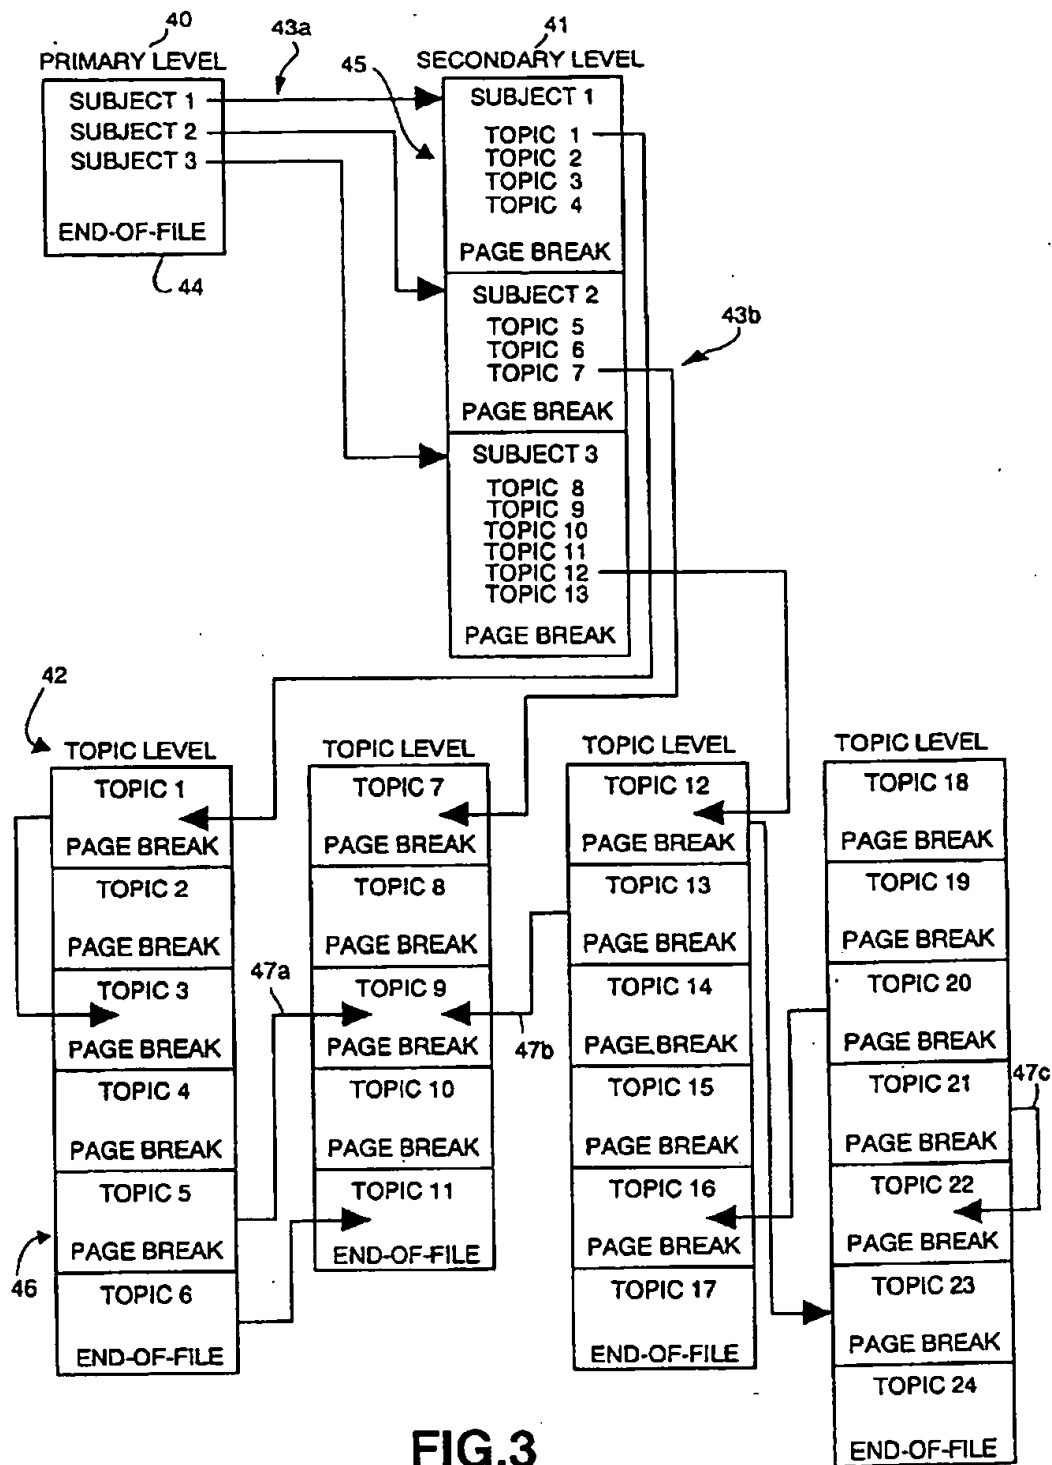 40
43a
41
PRIMARY LEVEL
45
SECONDARY LEVEL
SUBJECT 1
SUBJECT 2
SUBJECT 3
END-OF-FILE
44
SUBJECT 1
TOPIC 1
TOPIC 2
TOPIC 3
TOPIC 4
PAGE BREAK
SUBJECT 2
TOPIC 5
TOPIC 6
TOPIC 7
PAGE BREAK
43b
SUBJECT 3
TOPIC 8
TOPIC 9
TOPIC 10
TOPIC 11
TOPIC 12
TOPIC 13
PAGE BREAK
42
TOPIC LEVEL
TOPIC 1
PAGE BREAK
TOPIC 2
PAGE BREAK
TOPIC 3
PAGE BREAK
TOPIC 4
PAGE BREAK
TOPIC 5
PAGE BREAK
TOPIC 6
END-OF-FILE
46
47a
TOPIC LEVEL
TOPIC 7
PAGE BREAK
TOPIC 8
PAGE BREAK
TOPIC 9
PAGE BREAK
TOPIC 10
PAGE BREAK
TOPIC 11
END-OF-FILE
47b
TOPIC LEVEL
TOPIC 12
PAGE BREAK
TOPIC 13
PAGE BREAK
TOPIC 14
PAGE BREAK
TOPIC 15
PAGE BREAK
TOPIC 16
PAGE BREAK
TOPIC 17
END-OF-FILE
TOPIC LEVEL
TOPIC 18
PAGE BREAK
TOPIC 19
PAGE BREAK
TOPIC 20
PAGE BREAK
TOPIC 21
PAGE BREAK
47c
TOPIC 22
PAGE BREAK
TOPIC 23
PAGE BREAK
TOPIC 24
END-OF-FILE
FIG.3